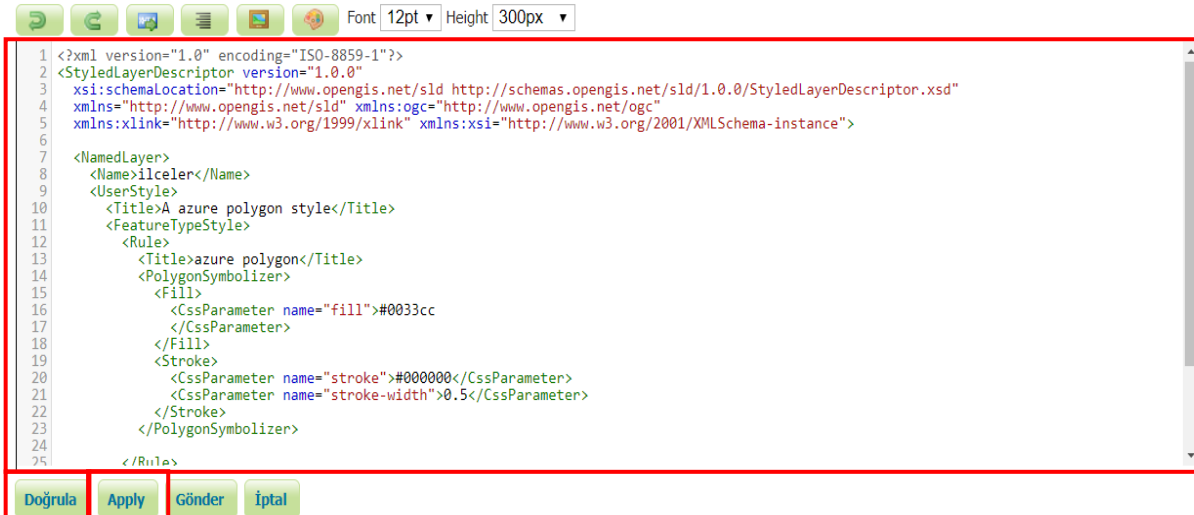 Font 12pt Height 300px
1 <?xml version="1.0" encoding="ISO-8859-1"?>
2 <StyledLayerDescriptor version="1.0.0"
3 xsi:schemaLocation="http://www.opengis.net/sld http://schemas.opengis.net/sld/1.0.0/StyledLayerDescriptor.xsd"
4 xmlns="http://www.opengis.net/sld" xmlns:ogc="http://www.opengis.net/ogc"
5 xmlns:xlink="http://www.w3.org/1999/xlink" xmlns:xsi="http://www.w3.org/2001/XMLSchema-instance">
6
7 <NamedLayer>
8 <Name>ilceler</Name>
9 <UserStyle>
10 <Title>A azure polygon style</Title>
11 <FeatureTypeStyle>
12 <Rule>
13 <Title>azure polygon</Title>
14 <PolygonSymbolizer>
15 <Fill>
16 <CssParameter name="fill">#0033cc
17 </CssParameter>
18 </Fill>
19 <Stroke>
20 <CssParameter name="stroke">#000000</CssParameter>
21 <CssParameter name="stroke-width">0.5</CssParameter>
22 </Stroke>
23 </PolygonSymbolizer>
24
25 </Rule>
Doğrula Apply Gönder İptal